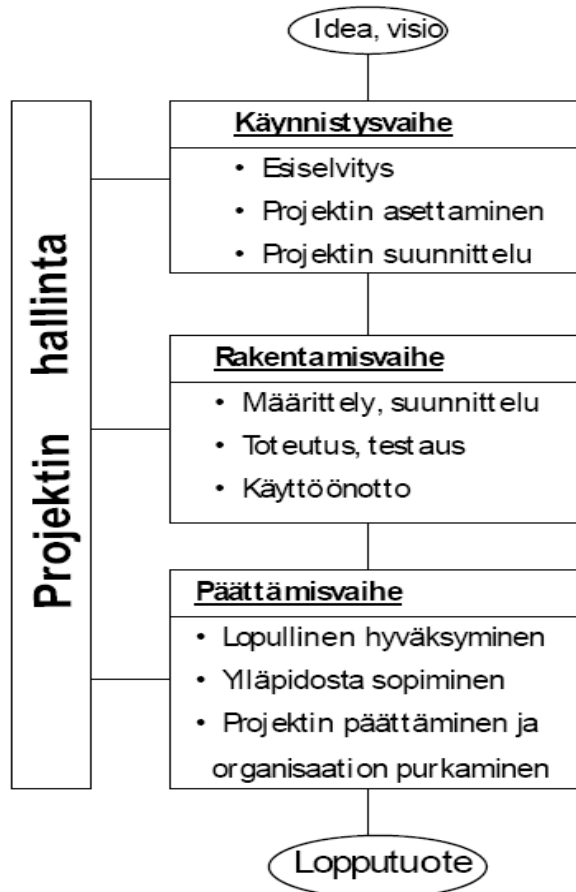 Idea, visio
Projektin hallinta
Käynnistysvaihe
• Esiselvitys
• Projektin asettaminen
• Projektin suunnittelu
Rakentamisvaihe
• Määrittely, suunnittelu
• Toteutus, testaus
• Käyttöönotto
Päättämisvaihe
• Lopullinen hyväksyminen
• Ylläpidosta sopiminen
• Projektin päättäminen ja
organisaation purkaminen
Lopputuote